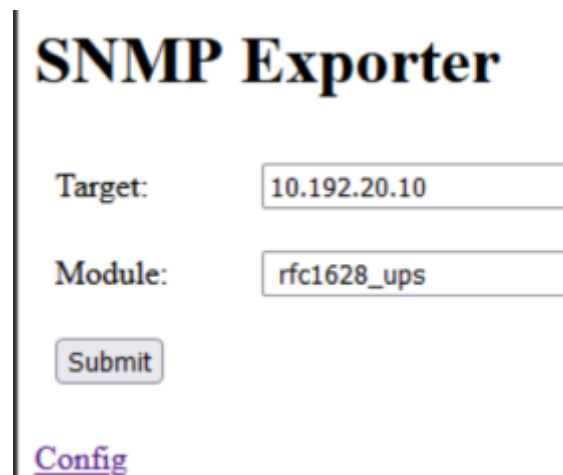 SNMP Exporter
Target: 10.192.20.10
Module: rfc1628_ups
Submit
Config